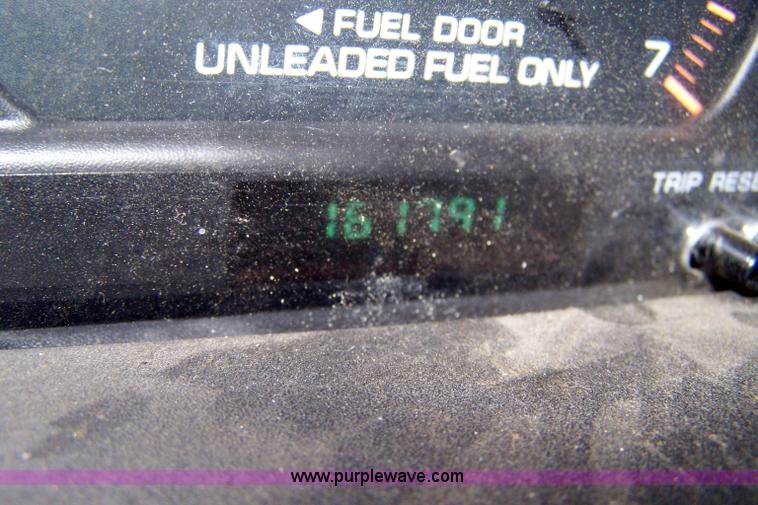 ◀ FUEL DOOR
UNLEADED FUEL ONLY
7
161791
TRIP RESE
www.purplewave.com